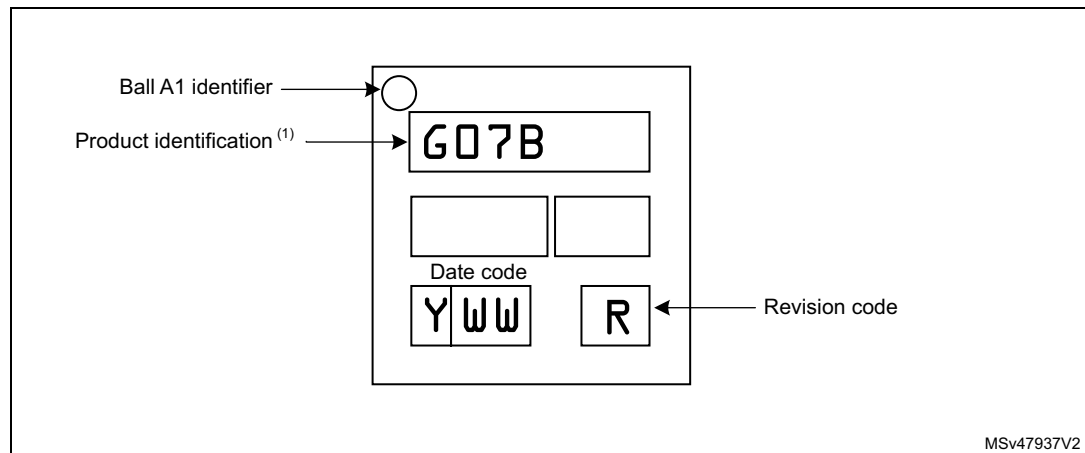 Ball A1 identifier
Product identification (1)
G07B
Date code
Y WW
R
Revision code
MSv47937V2